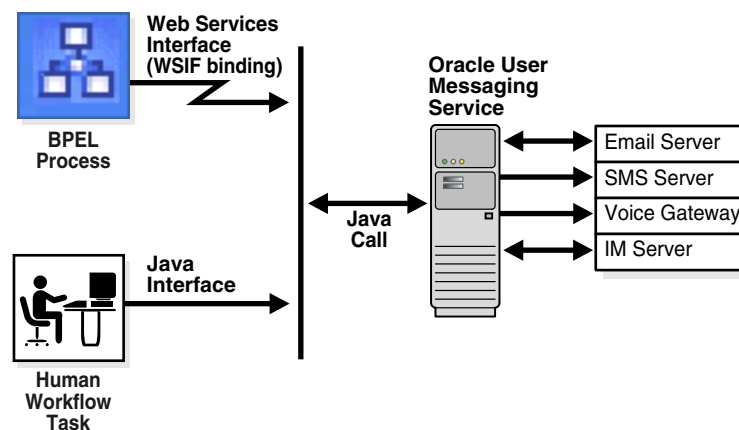 Web Services
Interface
(WSIF binding)
BPEL
Process
Oracle User
Messaging
Service
Email Server
SMS Server
Voice Gateway
IM Server
Java
Call
Java
Interface
Human
Workflow
Task